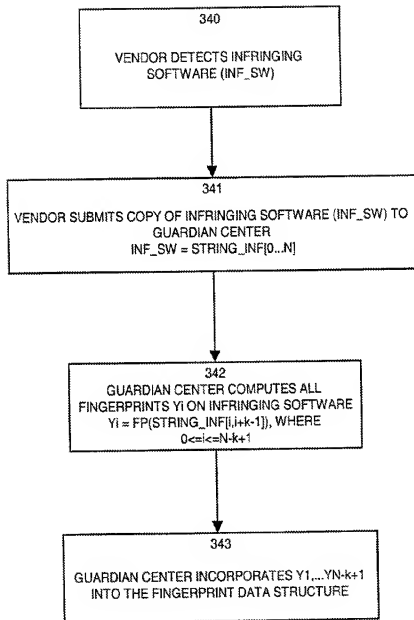 340
VENDOR DETECTS INFRINGING
SOFTWARE (INF_SW)
341
VENDOR SUBMITS COPY OF INFRINGING SOFTWARE (INF_SW) TO
GUARDIAN CENTER
INF_SW = STRING_INF[0...N]
342
GUARDIAN CENTER COMPUTES ALL
FINGERPRINTS Yi ON INFRINGING SOFTWARE
Yi = FP(STRING_INF[i,i+k-1]), WHERE
0<=i<=N-k+1
343
GUARDIAN CENTER INCORPORATES Y1,...YN-k+1
INTO THE FINGERPRINT DATA STRUCTURE